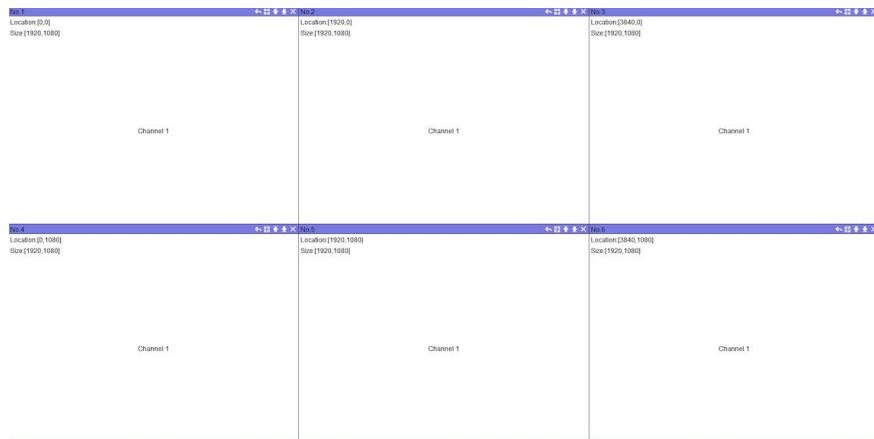 No.1
Location:[0,0]
Size:[1920,1080]
Channel 1
No.2
Location:[1920,0]
Size:[1920,1080]
Channel 1
No.3
Location:[3840,0]
Size:[1920,1080]
Channel 1
No.4
Location:[0,1080]
Size:[1920,1080]
Channel 1
No.5
Location:[1920,1080]
Size:[1920,1080]
Channel 1
No.6
Location:[3840,1080]
Size:[1920,1080]
Channel 1